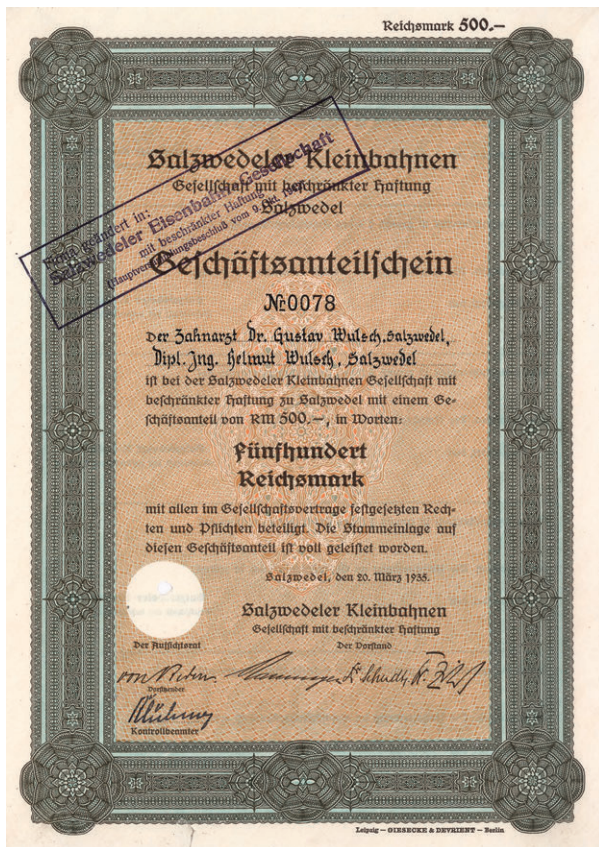 Reichsmark 500.—
Salzwedeler Kleinbahnen
Gesellschaft mit beschränkter Haftung
Salzwedel
Firma geändert in:
Salzwedeler Eisenbahn-Gesellschaft
mit beschränkter Haftung
(Hauptversammlungsbeschluß vom 9. Okt.
Geschäftsanteilschein
№ 0078
Der Zahnarzt Dr. Gustav Wulsch, Salzwedel,
Dipl. Jng. Helmut Wulsch, Salzwedel
ist bei der Salzwedeler Kleinbahnen Gesellschaft mit
beschränkter Haftung zu Salzwedel mit einem Ge-
schäftsanteil von RM 500.—, in Worten:
Fünfhundert
Reichsmark
mit allen im Gesellschaftsvertrage festgesetzten Rech-
ten und Pflichten beteiligt. Die Stammeinlage auf
diesen Geschäftsanteil ist voll geleistet worden.
Salzwedel, den 20. März 1935.
Salzwedeler Kleinbahnen
Gesellschaft mit beschränkter Haftung
Der Aufsichtsrat
Der Vorstand
Vorsitzender
Kontrollbeamter
Leipzig — GIESECKE & DEVRIENT — Berlin